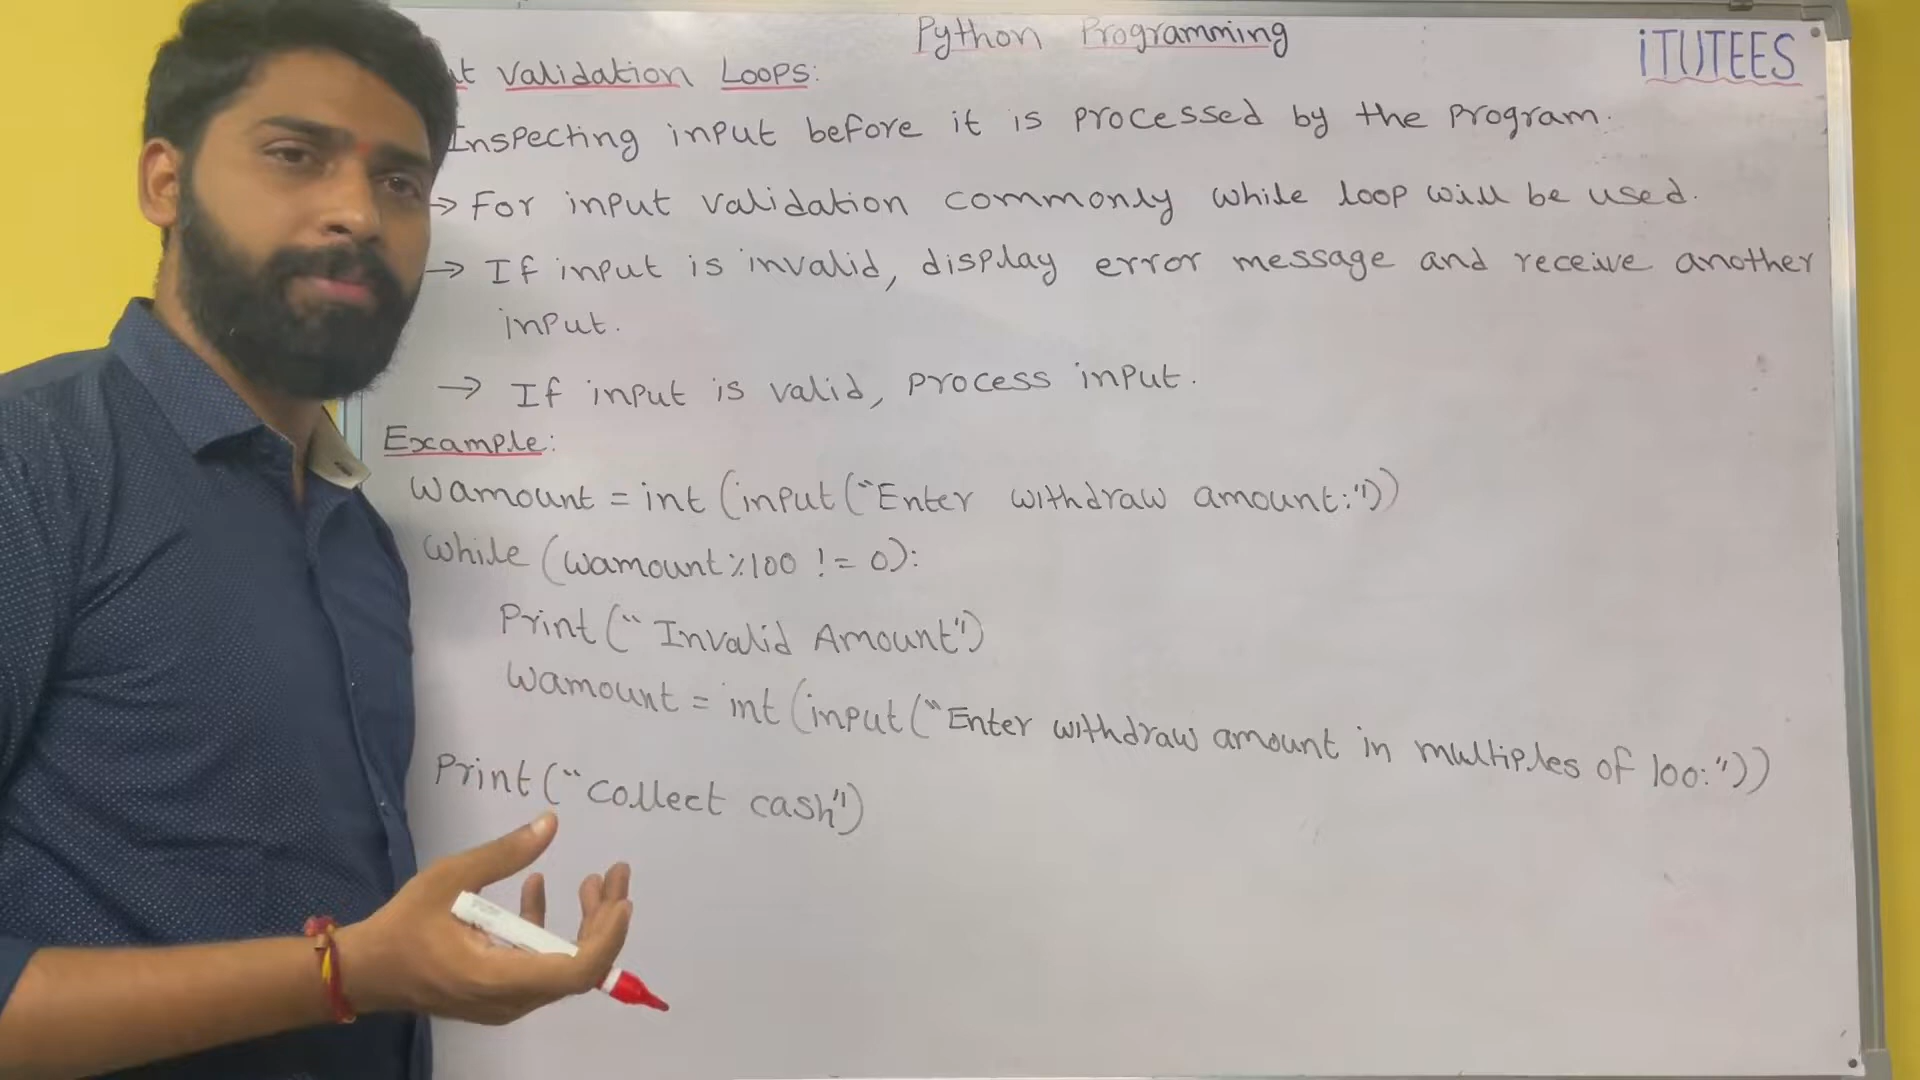 Python Programming
iTUTEES
Validation Loops:
Inspecting input before it is processed by the program.
→ For input validation commonly while loop will be used.
→ If input is invalid, display error message and receive another
input.
→ If input is valid, process input.
Example:
wamount = int (input ("Enter withdraw amount:"))
while (wamount%100 != 0):
Print (" Invalid Amount")
wamount = int (input ("Enter withdraw amount in multiples of 100:"))
Print ("collect cash")